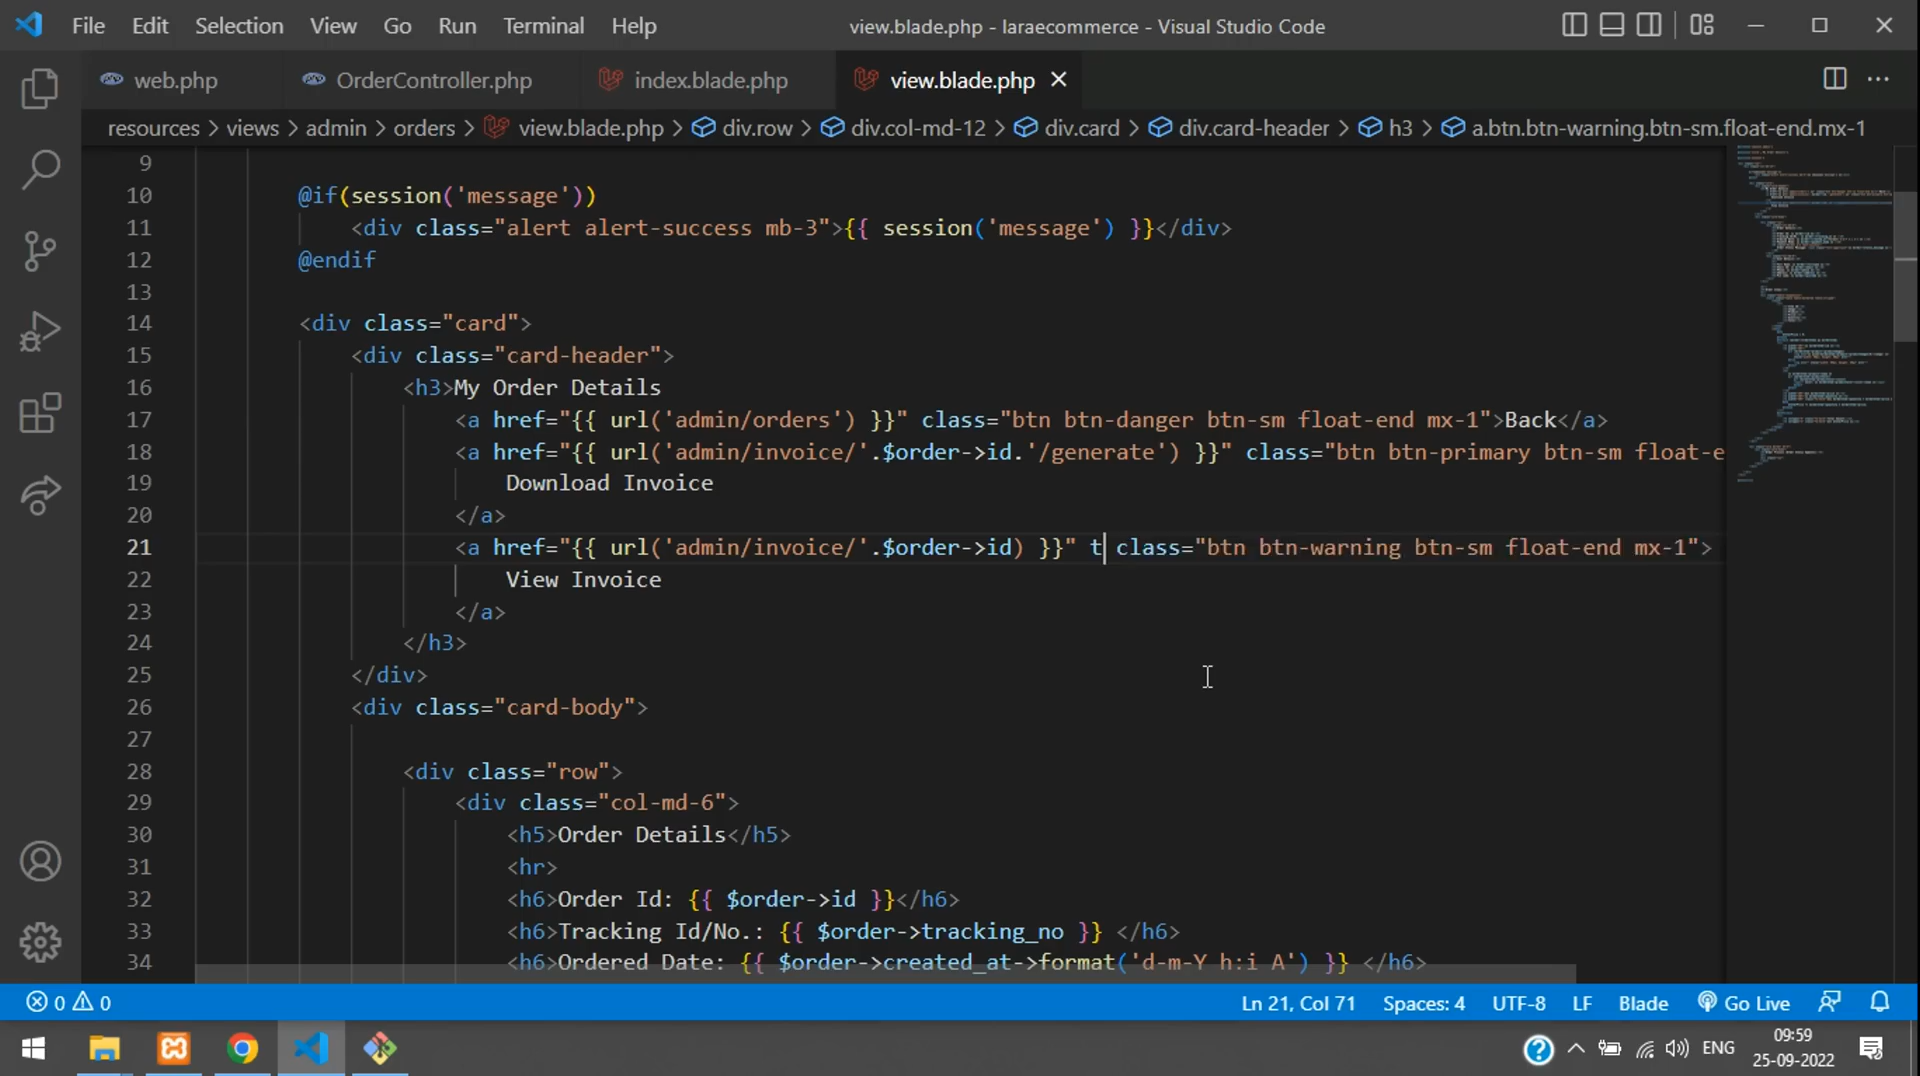 File Edit Selection View Go Run Terminal Help view.blade.php - laraecommerce - Visual Studio Code
web.php OrderController.php index.blade.php view.blade.php
resources > views > admin > orders > view.blade.php > div.row > div.col-md-12 > div.card > div.card-header > h3 > a.btn.btn-warning.btn-sm.float-end.mx-1
9
10 @if(session('message'))
11 <div class="alert alert-success mb-3">{{ session('message') }}</div>
12 @endif
13
14 <div class="card">
15 <div class="card-header">
16 <h3>My Order Details
17 <a href="{{ url('admin/orders') }}" class="btn btn-danger btn-sm float-end mx-1">Back</a>
18 <a href="{{ url('admin/invoice/'.$order->id.'/generate') }}" class="btn btn-primary btn-sm float-e
19 Download Invoice
20 </a>
21 <a href="{{ url('admin/invoice/'.$order->id) }}" t class="btn btn-warning btn-sm float-end mx-1">
22 View Invoice
23 </a>
24 </h3>
25 </div>
26 <div class="card-body">
27
28 <div class="row">
29 <div class="col-md-6">
30 <h5>Order Details</h5>
31 <hr>
32 <h6>Order Id: {{ $order->id }}</h6>
33 <h6>Tracking Id/No.: {{ $order->tracking_no }} </h6>
34 <h6>Ordered Date: {{ $order->created_at->format('d-m-Y h:i A') }} </h6>
0 0 Ln 21, Col 71 Spaces: 4 UTF-8 LF Blade Go Live
ENG 09:59
25-09-2022